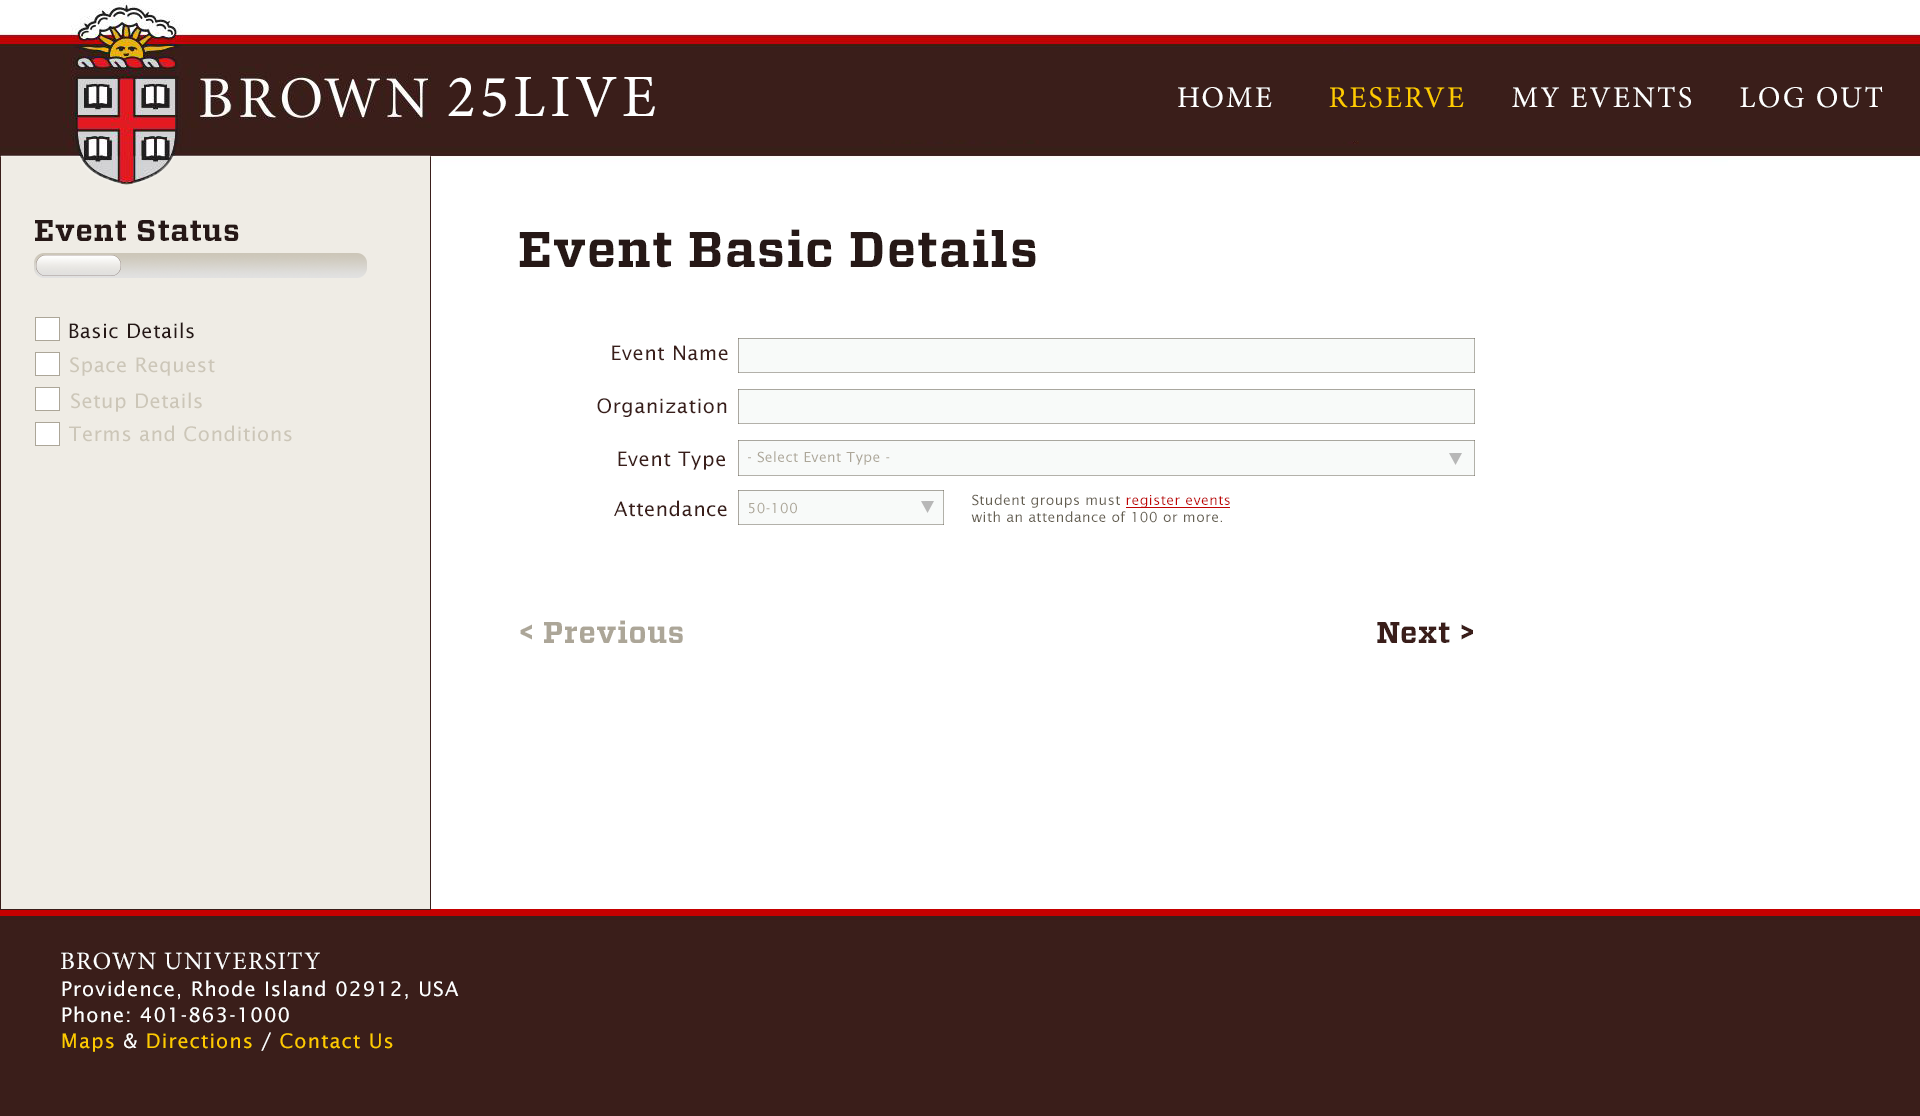 BROWN 25LIVE
HOME RESERVE MY EVENTS LOG OUT
Event Status
Basic Details
Space Request
Setup Details
Terms and Conditions
Event Basic Details
Event Name
Organization
Event Type - Select Event Type -
Attendance 50-100
Student groups must register events
with an attendance of 100 or more.
< Previous Next >
BROWN UNIVERSITY
Providence, Rhode Island 02912, USA
Phone: 401-863-1000
Maps & Directions / Contact Us